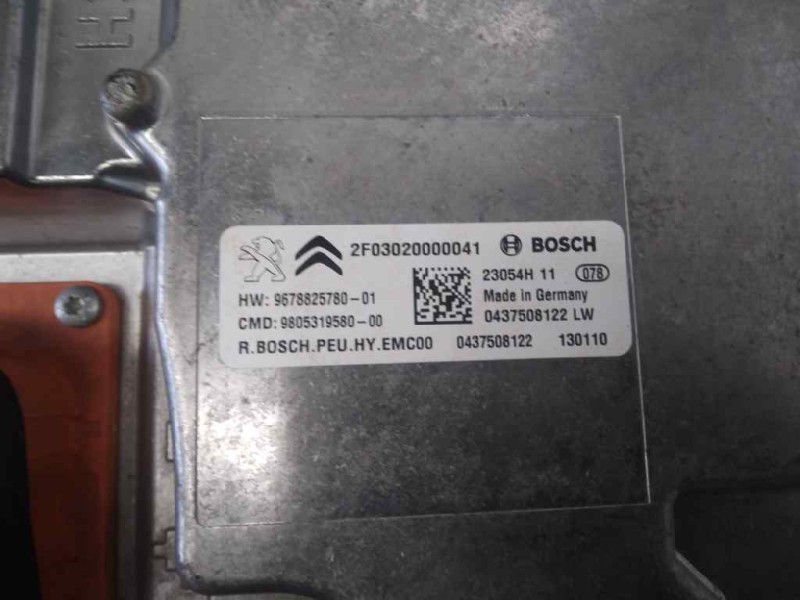 2F03020000041 BOSCH
HW: 9678825780-01 23054H 11 078
Made in Germany
CMD: 9805319580-00 0437508122 LW
R.BOSCH.PEU.HY.EMC00 0437508122 130110